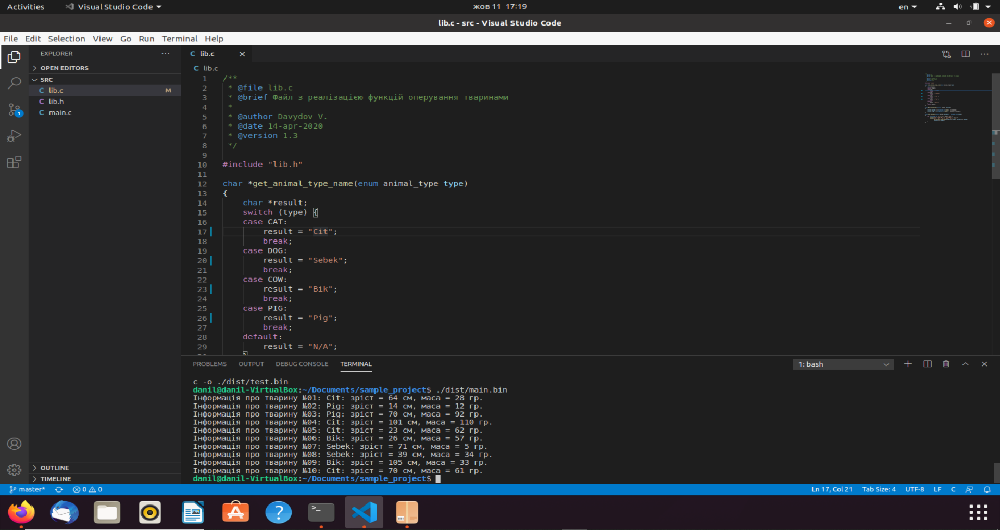 Activities
Visual Studio Code
жов 11 17:19
en
lib.c - src - Visual Studio Code
File Edit Selection View Go Run Terminal Help
EXPLORER
OPEN EDITORS
SRC
C lib.c M
C lib.h
C main.c
1
OUTLINE
TIMELINE
C lib.c
C lib.c
1 /**
2 * @file lib.c
3 * @brief Файл з реалізацією функцій оперування тваринами
4 *
5 * @author Davydov V.
6 * @date 14-apr-2020
7 * @version 1.3
8 */
9
10 #include "lib.h"
11
12 char *get_animal_type_name(enum animal_type type)
13 {
14 char *result;
15 switch (type) {
16 case CAT:
17 result = "Cit";
18 break;
19 case DOG:
20 result = "Sebek";
21 break;
22 case COW:
23 result = "Bik";
24 break;
25 case PIG:
26 result = "Pig";
27 break;
28 default:
29 result = "N/A";
PROBLEMS OUTPUT DEBUG CONSOLE TERMINAL
1: bash
c -o ./dist/test.bin
danil@danil-VirtualBox:~/Documents/sample_project$ ./dist/main.bin
Інформація про тварину №01: Cit: зріст = 64 см, маса = 28 гр.
Інформація про тварину №02: Pig: зріст = 14 см, маса = 12 гр.
Інформація про тварину №03: Pig: зріст = 70 см, маса = 92 гр.
Інформація про тварину №04: Cit: зріст = 101 см, маса = 110 гр.
Інформація про тварину №05: Cit: зріст = 23 см, маса = 62 гр.
Інформація про тварину №06: Bik: зріст = 26 см, маса = 57 гр.
Інформація про тварину №07: Sebek: зріст = 71 см, маса = 5 гр.
Інформація про тварину №08: Sebek: зріст = 39 см, маса = 34 гр.
Інформація про тварину №09: Bik: зріст = 105 см, маса = 33 гр.
Інформація про тварину №10: Cit: зріст = 70 см, маса = 61 гр.
danil@danil-VirtualBox:~/Documents/sample_project$
master* 0 0
Ln 17, Col 21 Tab Size: 4 UTF-8 LF C